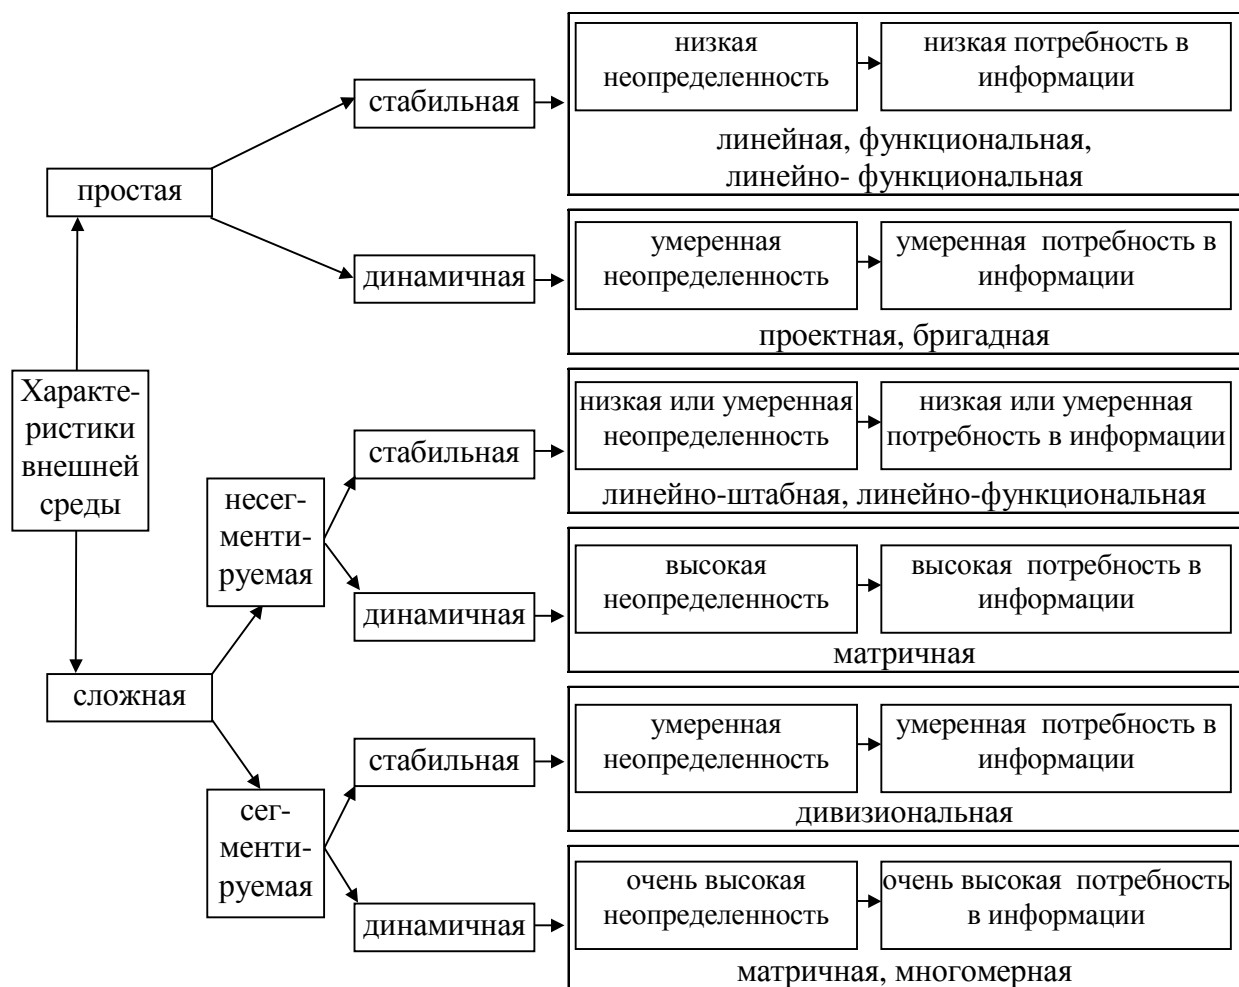 низкая
неопределенность
низкая потребность в
информации
стабильная
линейная, функциональная,
линейно- функциональная
простая
умеренная
неопределенность
умеренная потребность в
информации
динамичная
проектная, бригадная
Характе-
ристики
внешней
среды
низкая или умеренная
неопределенность
низкая или умеренная
потребность в информации
стабильная
линейно-штабная, линейно-функциональная
несег-
менти-
руемая
высокая
неопределенность
высокая потребность в
информации
динамичная
матричная
сложная
умеренная
неопределенность
умеренная потребность в
информации
стабильная
дивизиональная
сег-
менти-
руемая
очень высокая
неопределенность
очень высокая потребность
в информации
динамичная
матричная, многомерная